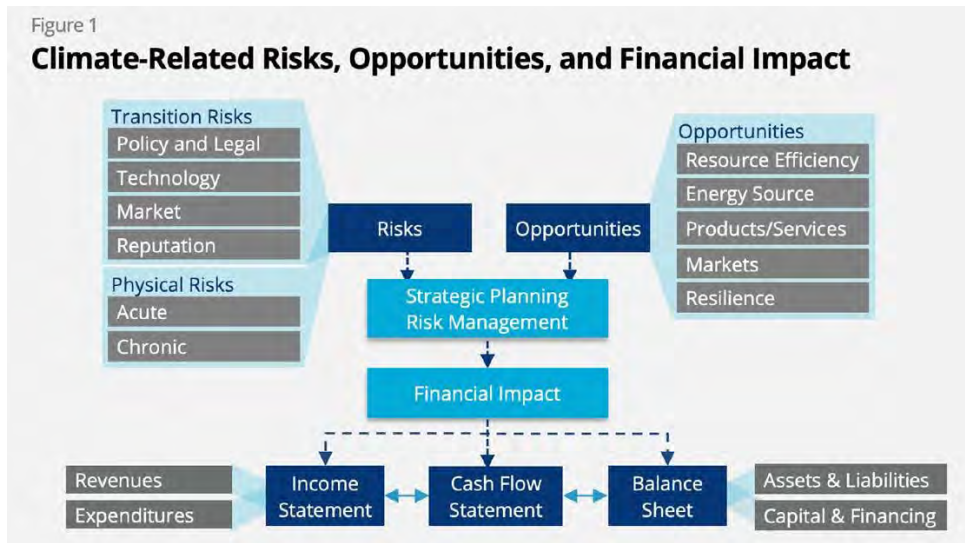 Figure 1
Climate-Related Risks, Opportunities, and Financial Impact
Transition Risks
Policy and Legal
Technology
Market
Reputation
Physical Risks
Acute
Chronic
Risks
Opportunities
Opportunities
Resource Efficiency
Energy Source
Products/Services
Markets
Resilience
Strategic Planning
Risk Management
Financial Impact
Revenues
Expenditures
Income
Statement
Cash Flow
Statement
Balance
Sheet
Assets & Liabilities
Capital & Financing